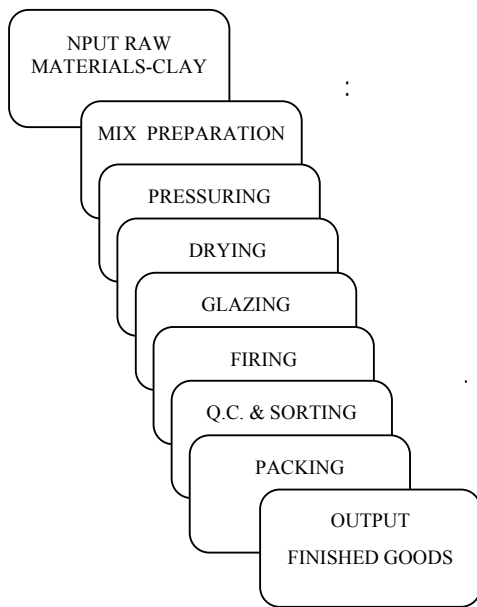 NPUT RAW
MATERIALS-CLAY
:
MIX PREPARATION
PRESSURING
DRYING
GLAZING
FIRING
.
Q.C. & SORTING
PACKING
OUTPUT
FINISHED GOODS